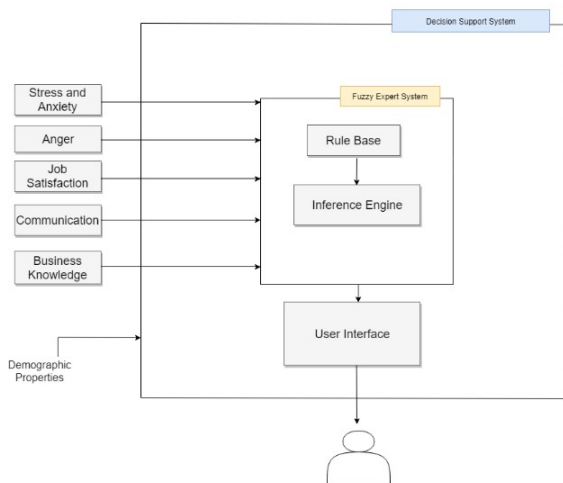 Decision Support System
Stress and
Anxiety
Fuzzy Expert System
Anger
Rule Base
Job
Satisfaction
Inference Engine
Communication
Business
Knowledge
User Interface
Demographic
Properties